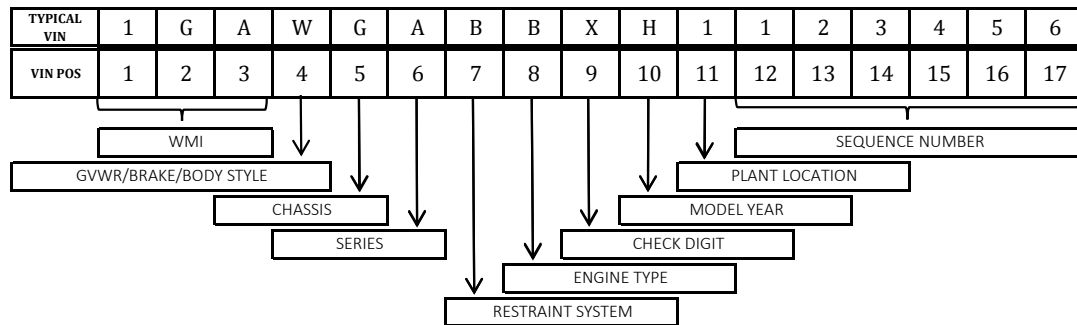 TYPICAL VIN 1 G A W G A B B X H 1 1 2 3 4 5 6
VIN POS 1 2 3 4 5 6 7 8 9 10 11 12 13 14 15 16 17
WMI SEQUENCE NUMBER
GVWR/BRAKE/BODY STYLE PLANT LOCATION
CHASSIS MODEL YEAR
SERIES CHECK DIGIT
ENGINE TYPE
RESTRAINT SYSTEM